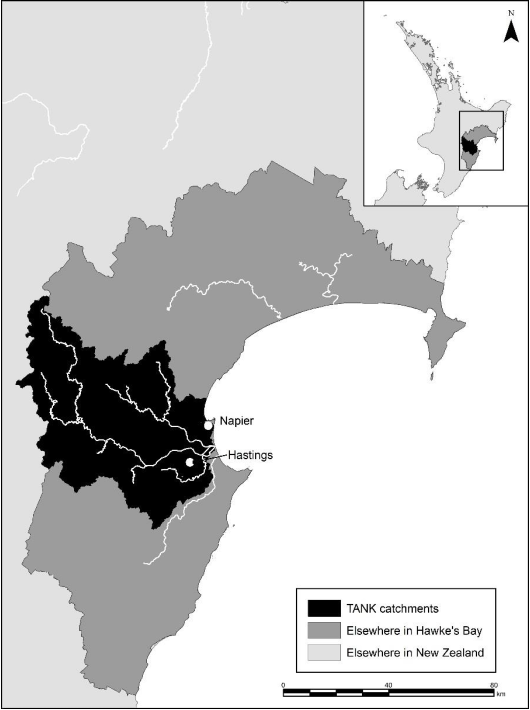 N
Napier
Hastings
TANK catchments
Elsewhere in Hawke's Bay
Elsewhere in New Zealand
0 40 80
km